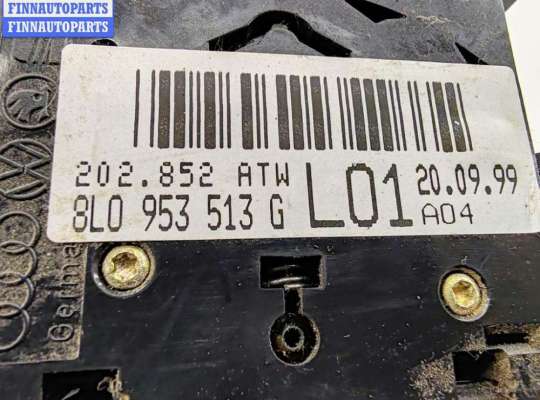 FINNAUTOPARTS
FINNAUTOPARTS
202.852 ATW
L01
20.09.99
8L0 953 513 G
A04